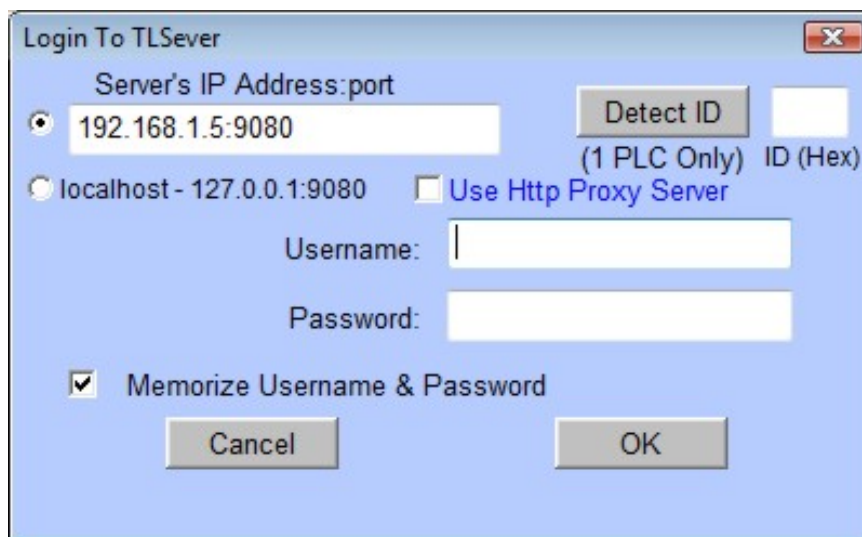 Login To TLSever
Server's IP Address:port
192.168.1.5:9080
Detect ID
(1 PLC Only) ID (Hex)
localhost - 127.0.0.1:9080 Use Http Proxy Server
Username:
Password:
Memorize Username & Password
Cancel OK